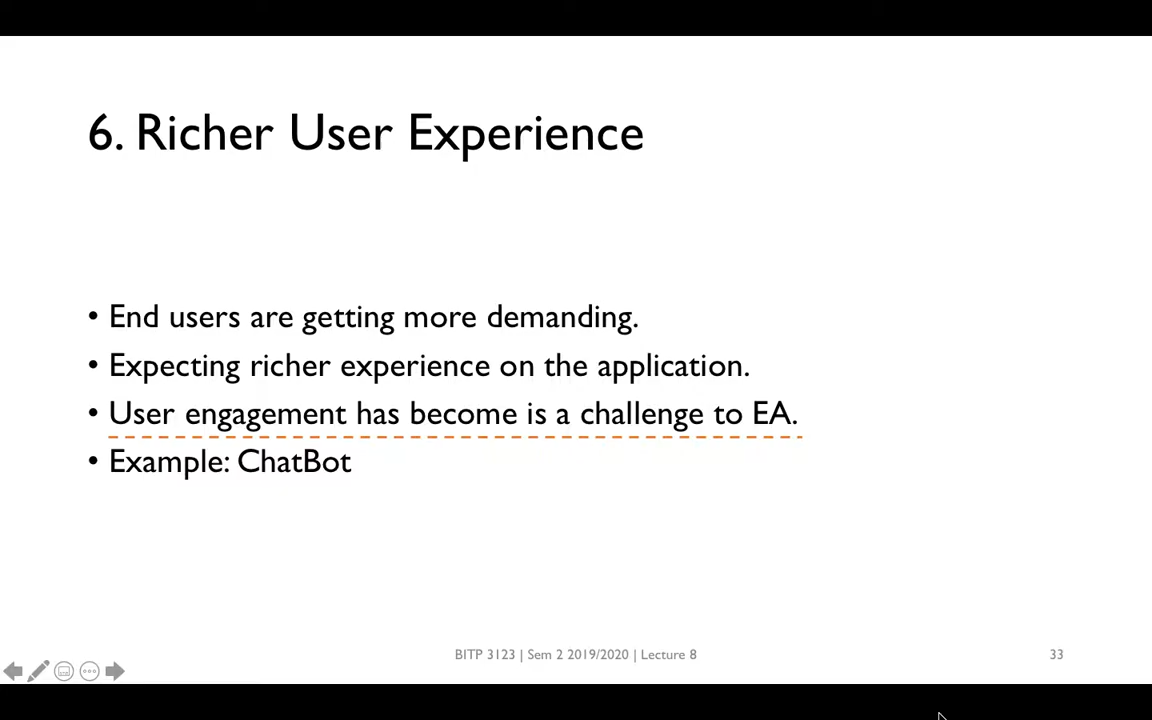 6. Richer User Experience
• End users are getting more demanding.
• Expecting richer experience on the application.
• User engagement has become is a challenge to EA.
• Example: ChatBot
BITP 3123 | Sem 2 2019/2020 | Lecture 8
33